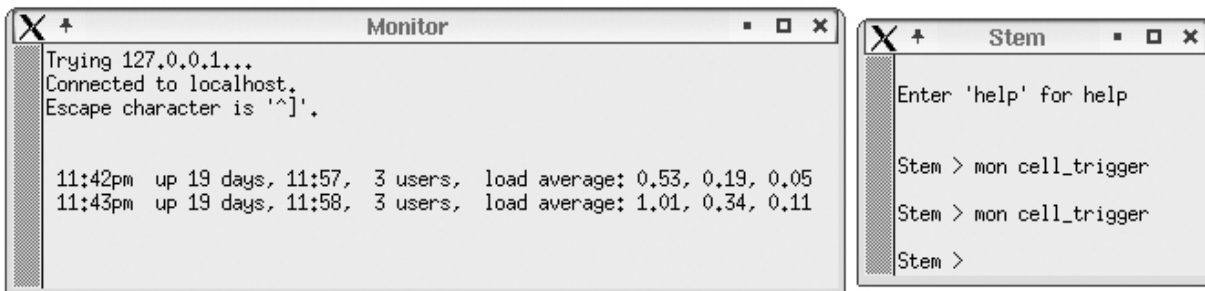 Monitor
Trying 127.0.0.1...
Connected to localhost.
Escape character is '^]'.
11:42pm  up 19 days, 11:57,  3 users,  load average: 0.53, 0.19, 0.05
11:43pm  up 19 days, 11:58,  3 users,  load average: 1.01, 0.34, 0.11
Stem
Enter 'help' for help
Stem > mon cell_trigger
Stem > mon cell_trigger
Stem >